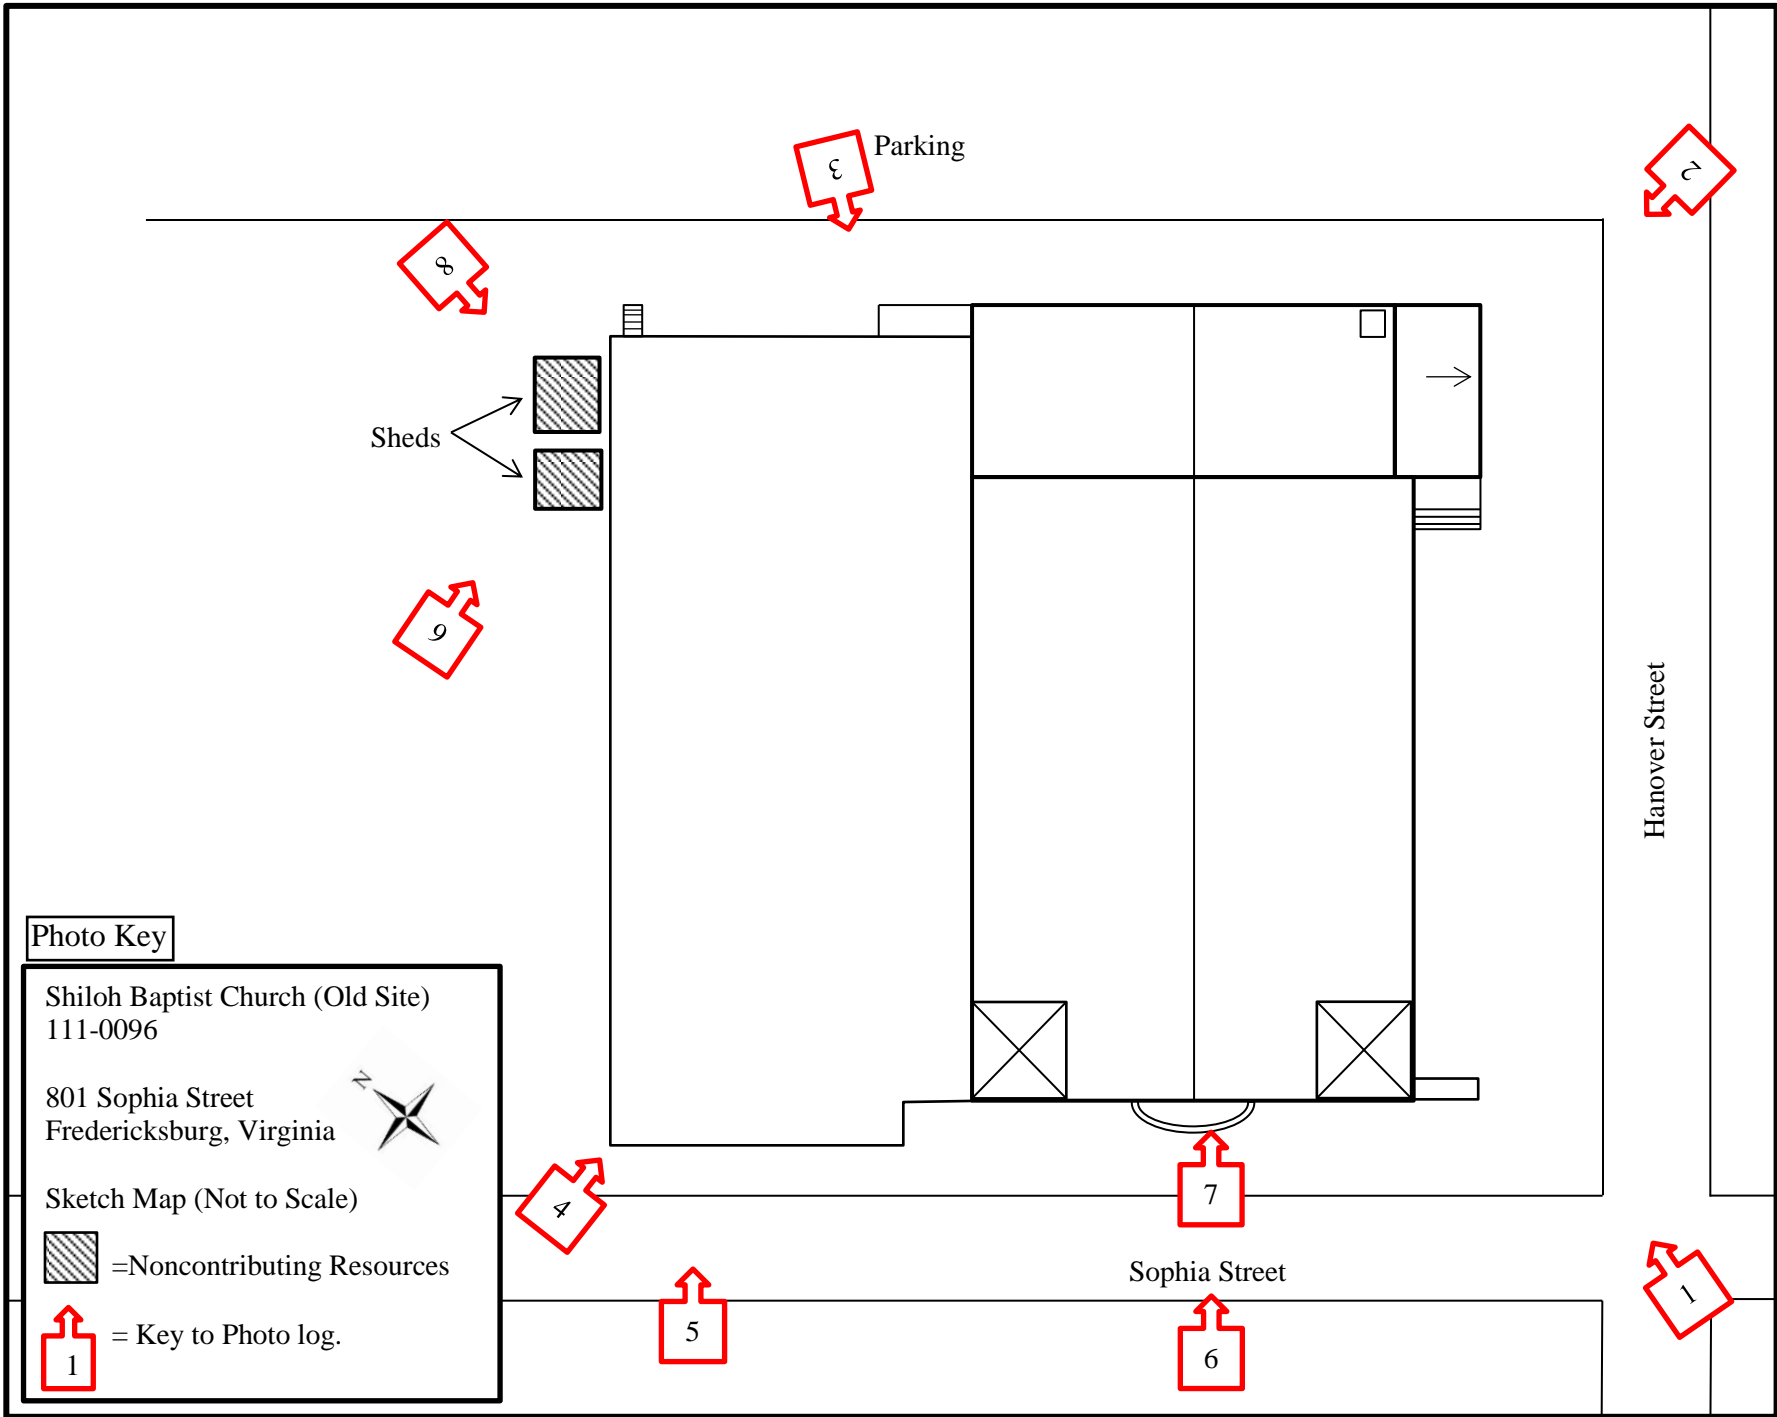 Parking
3
2
8
Sheds
9
Hanover Street
Photo Key
Shiloh Baptist Church (Old Site)
111-0096
N
801 Sophia Street
Fredericksburg, Virginia
Sketch Map (Not to Scale)
=Noncontributing Resources
1
= Key to Photo log.
4
7
Sophia Street
5
6
1